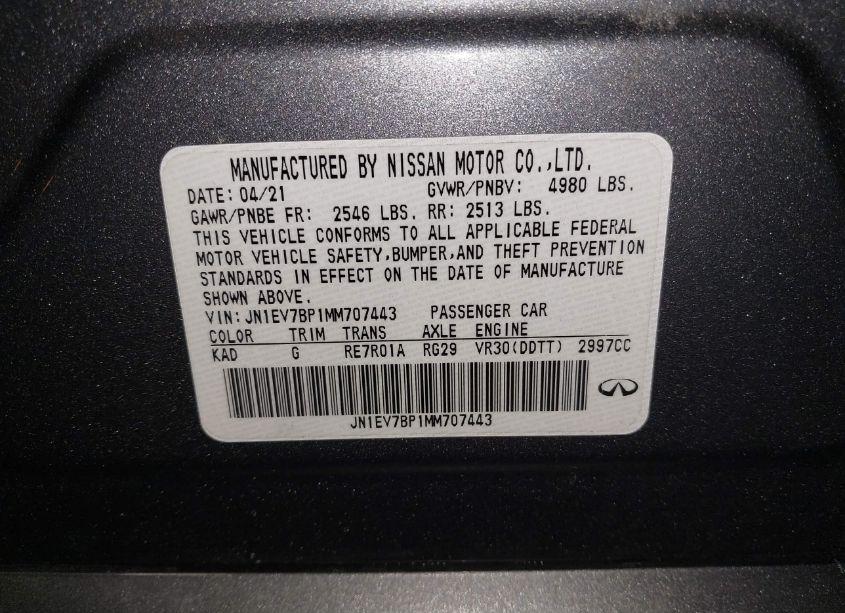 MANUFACTURED BY NISSAN MOTOR CO.,LTD.
DATE: 04/21 GVWR/PNBV: 4980 LBS.
GAWR/PNBE FR: 2546 LBS. RR: 2513 LBS.
THIS VEHICLE CONFORMS TO ALL APPLICABLE FEDERAL
MOTOR VEHICLE SAFETY,BUMPER,AND THEFT PREVENTION
STANDARDS IN EFFECT ON THE DATE OF MANUFACTURE
SHOWN ABOVE.
VIN:JN1EV7BP1MM707443 PASSENGER CAR
COLOR TRIM TRANS AXLE ENGINE
KAD G RE7R01A RG29 VR30(DDTT) 2997CC
JN1EV7BP1MM707443